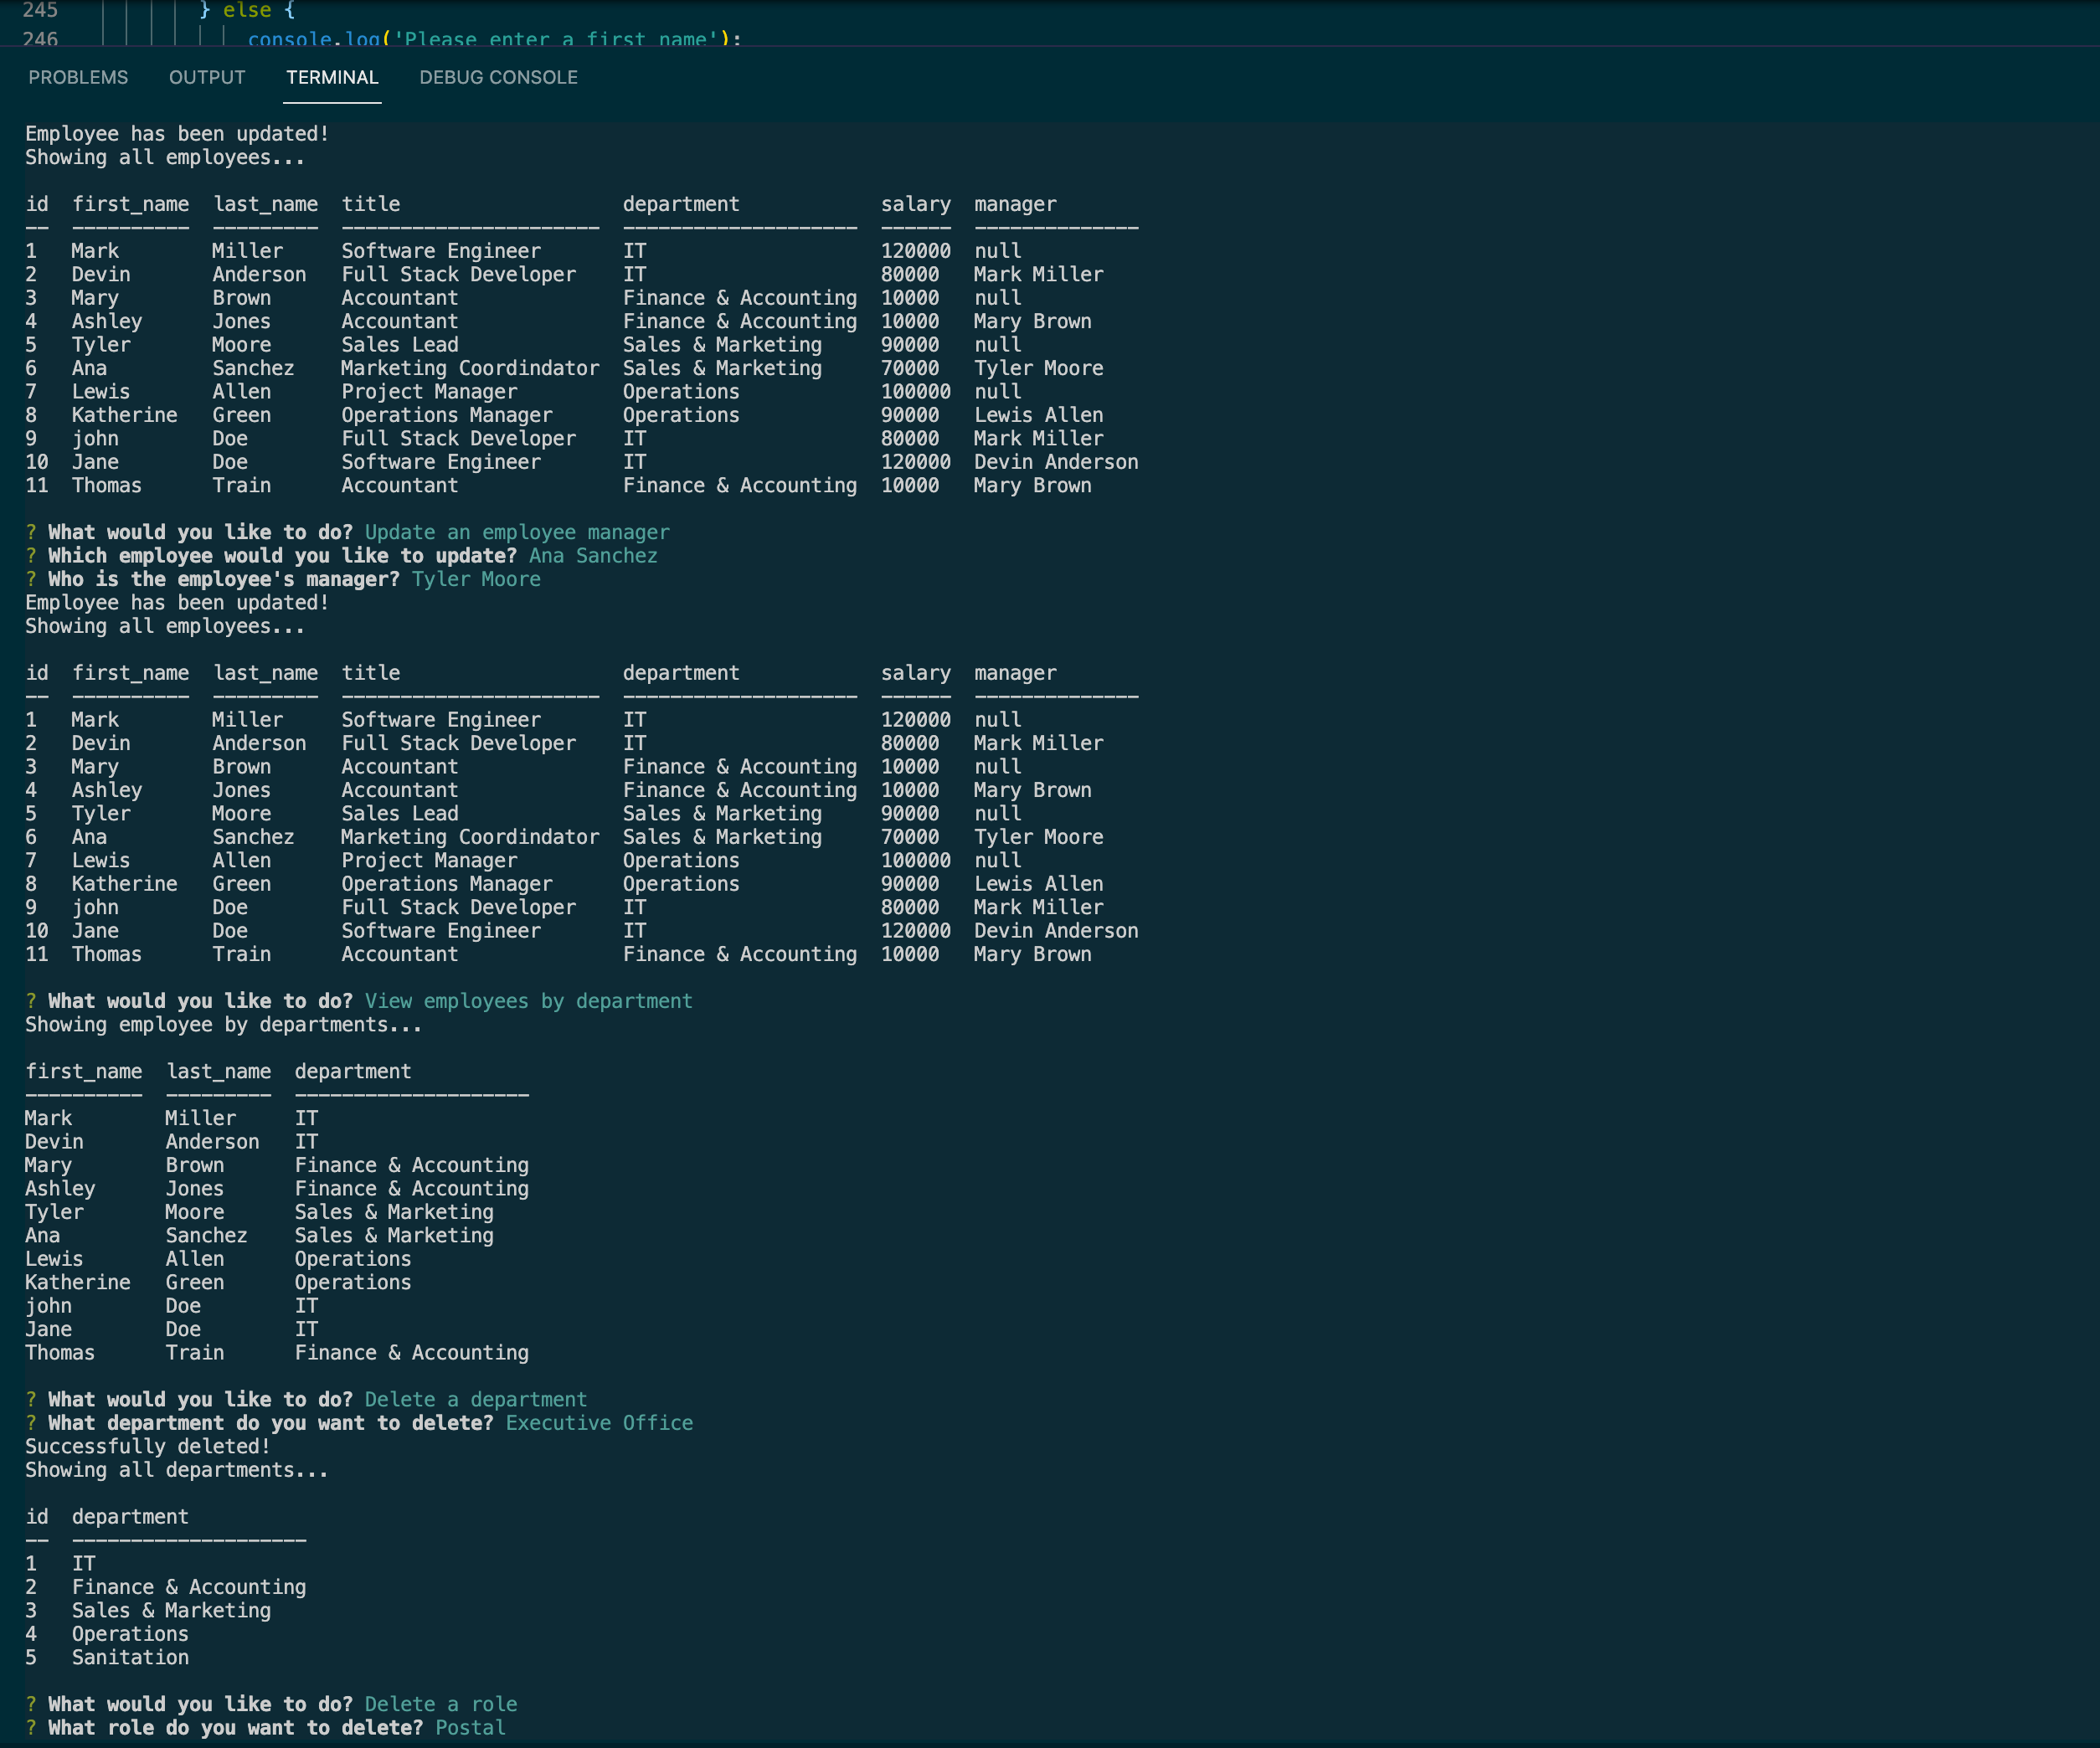 245 } else {
246 console.log('Please enter a first name');
PROBLEMS OUTPUT TERMINAL DEBUG CONSOLE
Employee has been updated!
Showing all employees...
id first_name last_name title department salary manager
-- ---------- --------- ---------------------- -------------------- ------ --------------
1 Mark Miller Software Engineer IT 120000 null
2 Devin Anderson Full Stack Developer IT 80000 Mark Miller
3 Mary Brown Accountant Finance & Accounting 10000 null
4 Ashley Jones Accountant Finance & Accounting 10000 Mary Brown
5 Tyler Moore Sales Lead Sales & Marketing 90000 null
6 Ana Sanchez Marketing Coordindator Sales & Marketing 70000 Tyler Moore
7 Lewis Allen Project Manager Operations 100000 null
8 Katherine Green Operations Manager Operations 90000 Lewis Allen
9 john Doe Full Stack Developer IT 80000 Mark Miller
10 Jane Doe Software Engineer IT 120000 Devin Anderson
11 Thomas Train Accountant Finance & Accounting 10000 Mary Brown
? What would you like to do? Update an employee manager
? Which employee would you like to update? Ana Sanchez
? Who is the employee's manager? Tyler Moore
Employee has been updated!
Showing all employees...
id first_name last_name title department salary manager
-- ---------- --------- ---------------------- -------------------- ------ --------------
1 Mark Miller Software Engineer IT 120000 null
2 Devin Anderson Full Stack Developer IT 80000 Mark Miller
3 Mary Brown Accountant Finance & Accounting 10000 null
4 Ashley Jones Accountant Finance & Accounting 10000 Mary Brown
5 Tyler Moore Sales Lead Sales & Marketing 90000 null
6 Ana Sanchez Marketing Coordindator Sales & Marketing 70000 Tyler Moore
7 Lewis Allen Project Manager Operations 100000 null
8 Katherine Green Operations Manager Operations 90000 Lewis Allen
9 john Doe Full Stack Developer IT 80000 Mark Miller
10 Jane Doe Software Engineer IT 120000 Devin Anderson
11 Thomas Train Accountant Finance & Accounting 10000 Mary Brown
? What would you like to do? View employees by department
Showing employee by departments...
first_name last_name department
---------- --------- --------------------
Mark Miller IT
Devin Anderson IT
Mary Brown Finance & Accounting
Ashley Jones Finance & Accounting
Tyler Moore Sales & Marketing
Ana Sanchez Sales & Marketing
Lewis Allen Operations
Katherine Green Operations
john Doe IT
Jane Doe IT
Thomas Train Finance & Accounting
? What would you like to do? Delete a department
? What department do you want to delete? Executive Office
Successfully deleted!
Showing all departments...
id department
-- --------------------
1 IT
2 Finance & Accounting
3 Sales & Marketing
4 Operations
5 Sanitation
? What would you like to do? Delete a role
? What role do you want to delete? Postal